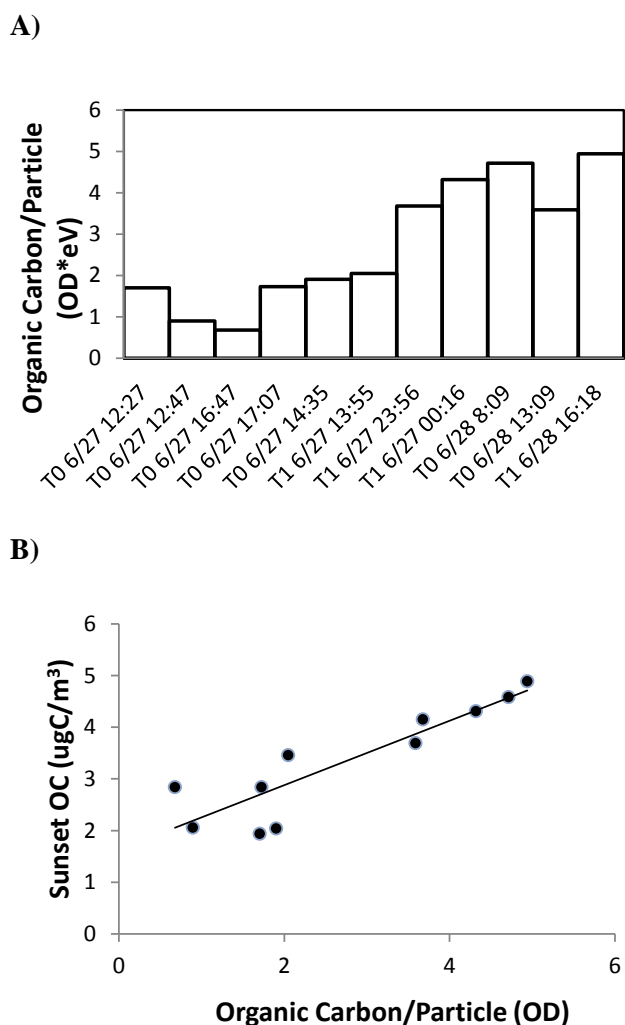 A)
Organic Carbon/Particle
(OD*eV)
6
5
4
3
2
1
0
T0 6/27 12:27
T0 6/27 12:47
T0 6/27 16:47
T0 6/27 17:07
T0 6/27 14:35
T1 6/27 13:55
T1 6/27 23:56
T1 6/27 00:16
T0 6/28 8:09
T0 6/28 13:09
T1 6/28 16:18
B)
Sunset OC (ugC/m³)
6
5
4
3
2
1
0
0 2 4 6
Organic Carbon/Particle (OD)